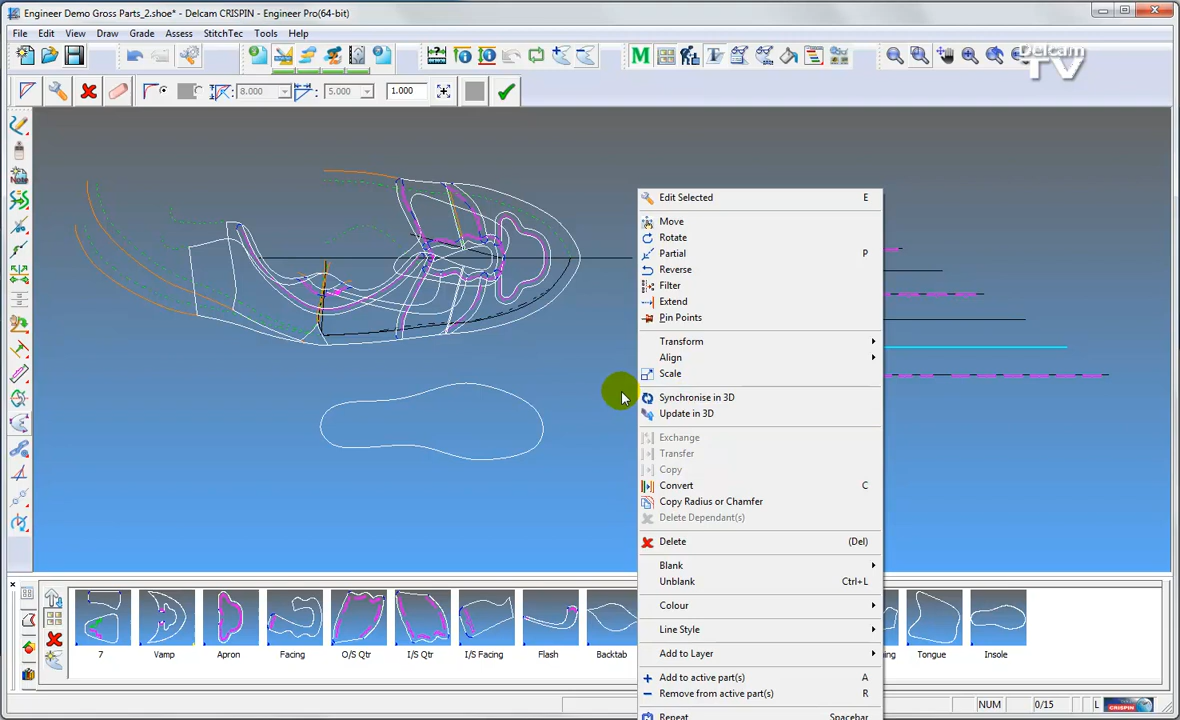 Engineer Demo Gross Parts_2.shoe* - Delcam CRISPIN - Engineer Pro(64-bit)
File Edit View Draw Grade Assess StitchTec Tools Help
Delcam
TV
8.000 5.000 1.000
Edit Selected E
Move
Rotate
Partial P
Reverse
Filter
Extend
Pin Points
Transform
Align
Scale
Synchronise in 3D
Update in 3D
Exchange
Transfer
Copy
Convert C
Copy Radius or Chamfer
Delete Dependant(s)
Delete (Del)
Blank
Unblank Ctrl+L
Colour
Line Style
Add to Layer
Add to active part(s) A
Remove from active part(s) R
Repeat Spacebar
7 Vamp Apron Facing O/S Qtr I/S Qtr I/S Facing Flash Backtab Tongue Insole
NUM 0/15 L CRISPIN